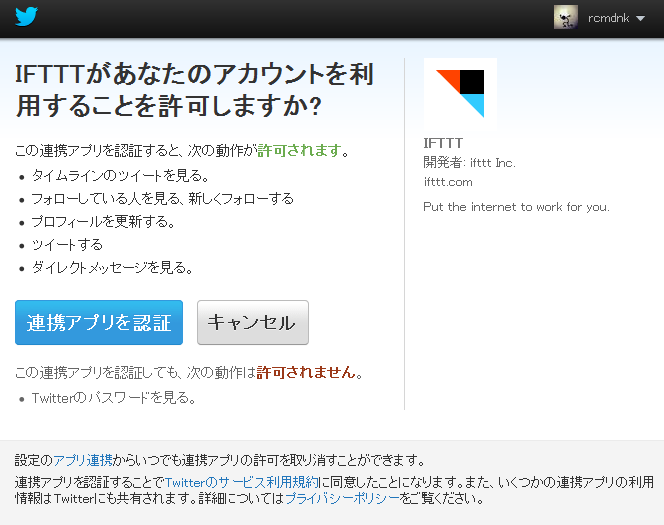 rcmdnk
IFTTTがあなたのアカウントを利
用することを許可しますか?
この連携アプリを認証すると、次の動作が許可されます。
• タイムラインのツイートを見る。
• フォローしている人を見る、新しくフォローする
• プロフィールを更新する。
• ツイートする
• ダイレクトメッセージを見る。
連携アプリを認証
キャンセル
この連携アプリを認証しても、次の動作は許可されません。
• Twitterのパスワードを見る。
IFTTT
開発者: ifttt Inc.
ifttt.com
Put the internet to work for you.
設定のアプリ連携からいつでも連携アプリの許可を取り消すことができます。
連携アプリを認証することでTwitterのサービス利用規約に同意したことになります。また、いくつかの連携アプリの利用
情報はTwitterにも共有されます。詳細についてはプライバシーポリシーをご覧ください。